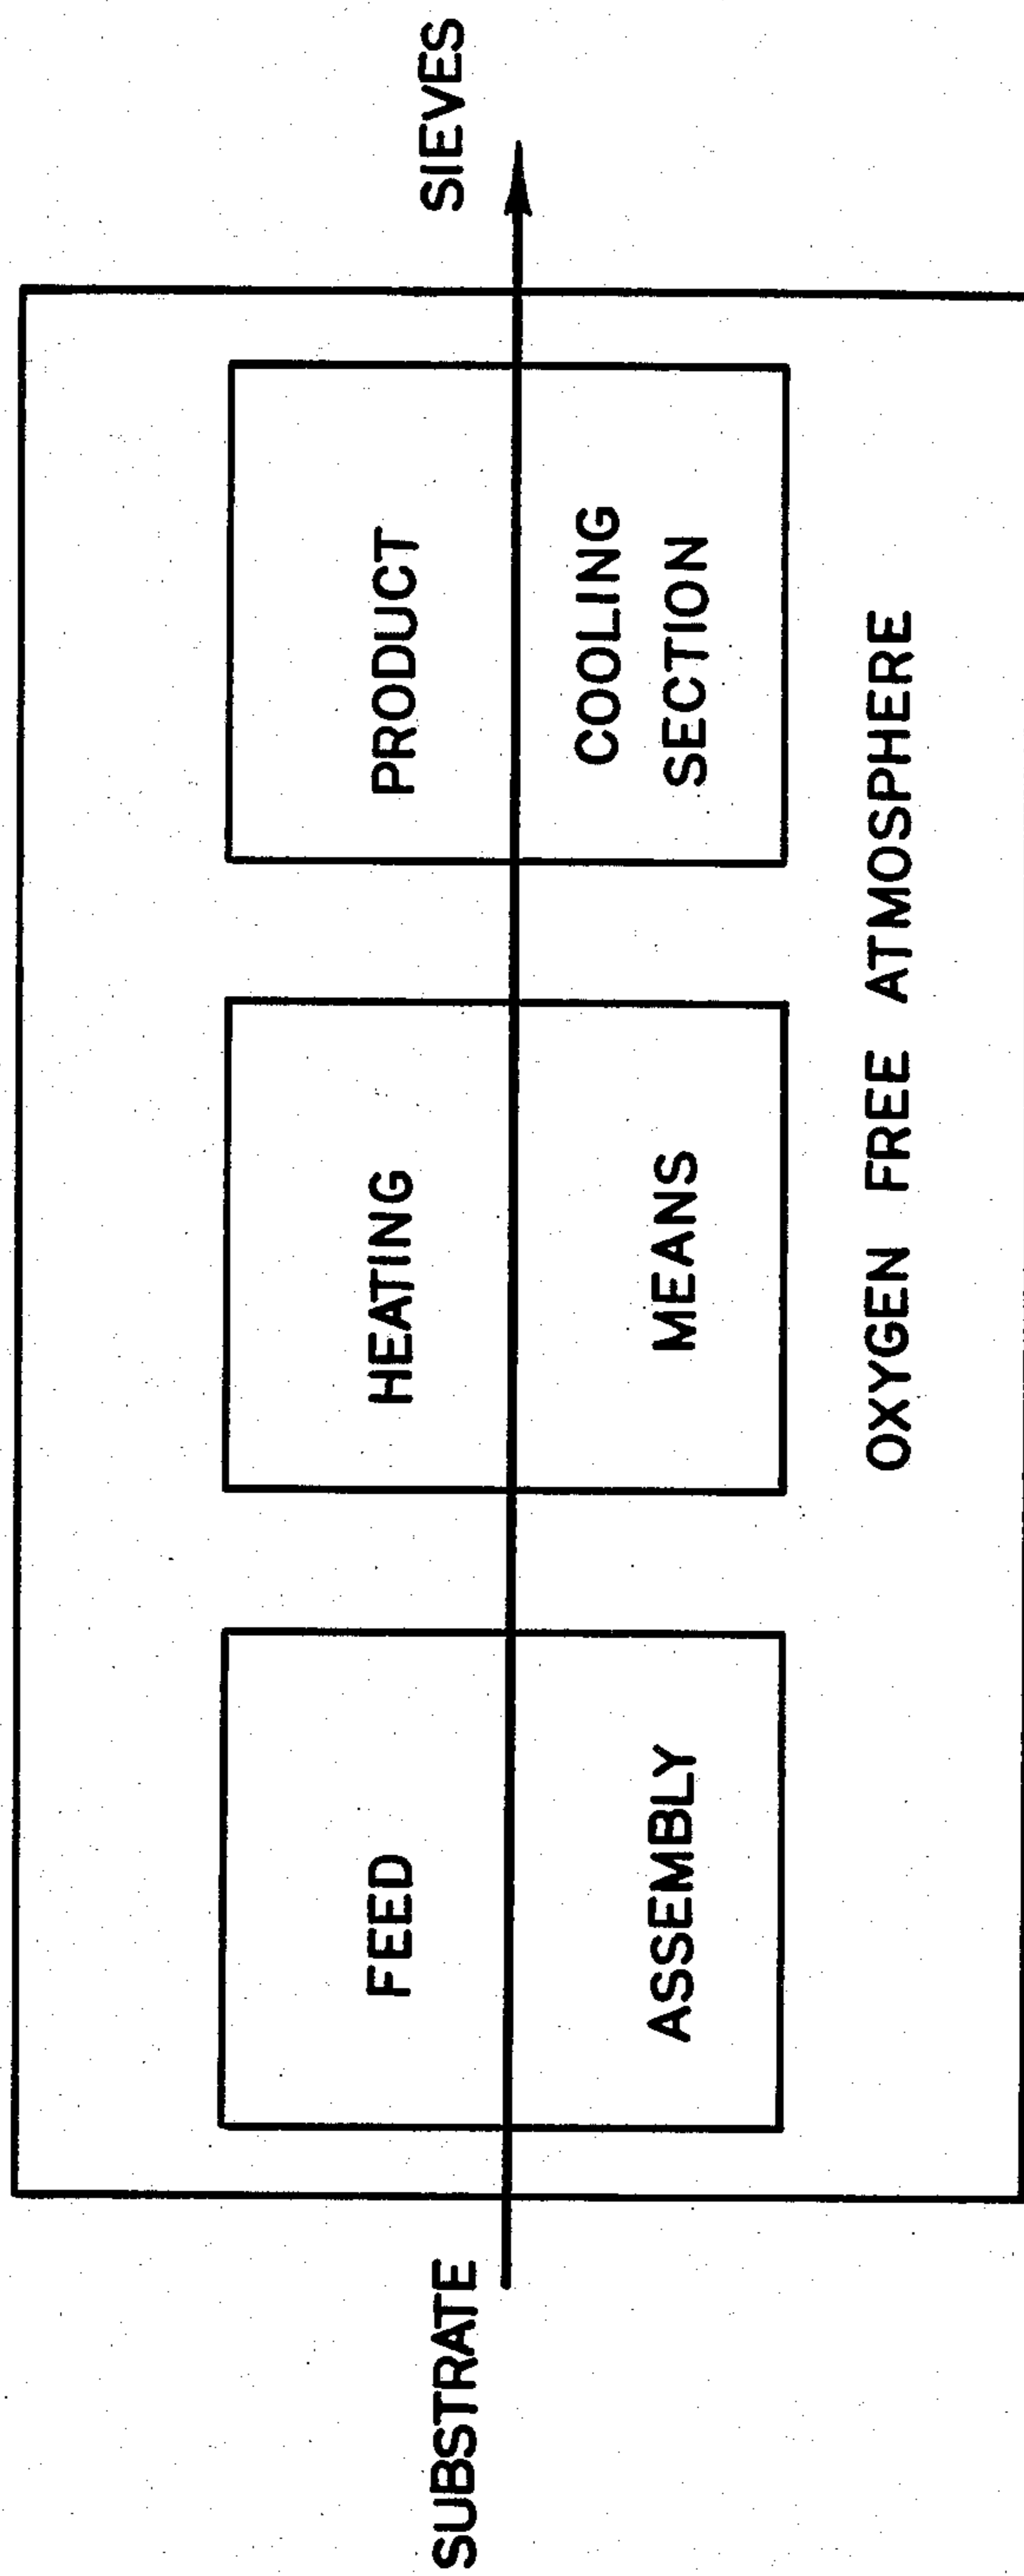 SUBSTRATE
FEED
ASSEMBLY
HEATING
MEANS
PRODUCT
COOLING
SECTION
OXYGEN FREE ATMOSPHERE
SIEVES